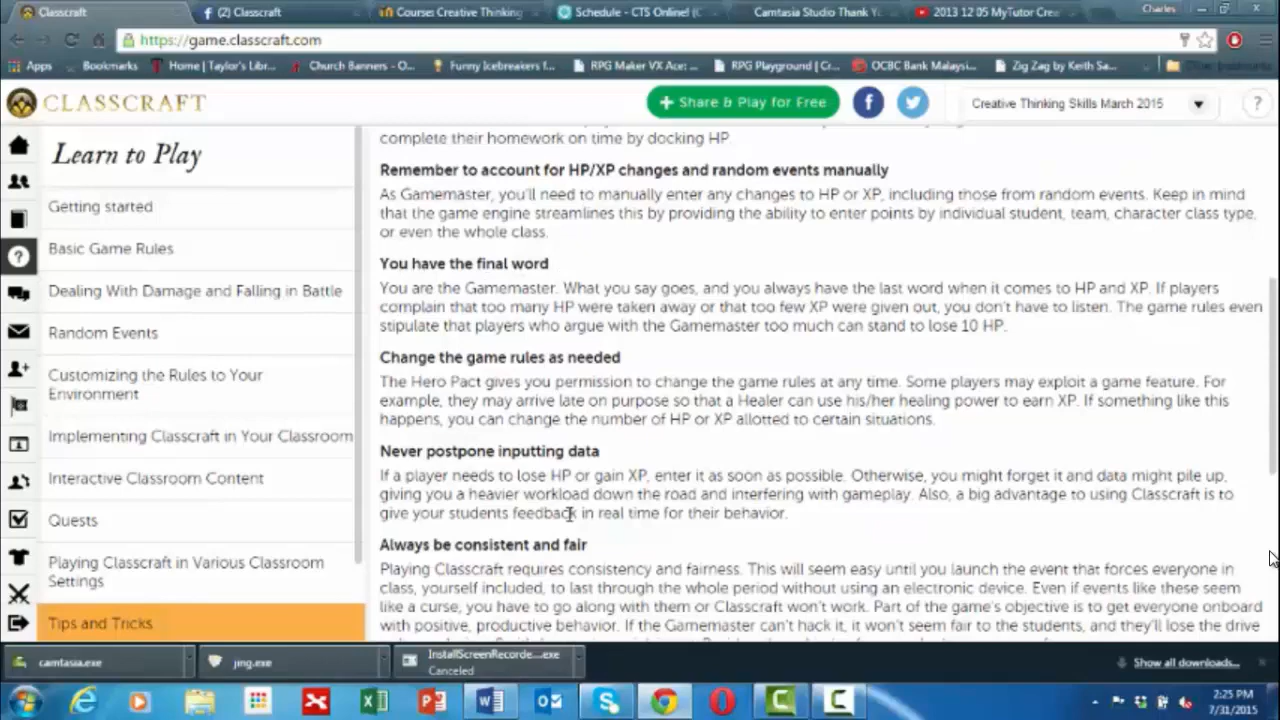 Classcraft
(2) Classcraft
Course: Creative Thinking
Schedule - CTS Online! (
Camtasia Studio Thank Y
2013 12 05 MyTutor Cre
Charles
https://game.classcraft.com
Apps
Bookmarks
Home | Taylor's Libr...
Church Banners - O...
Funny Icebreakers f...
RPG Maker VX Ace: ...
RPG Playground | Cr...
OCBC Bank Malaysi...
Zig Zag by Keith Sa...
Other bookmarks
CLASSCRAFT
+ Share & Play for Free
Creative Thinking Skills March 2015
?
Learn to Play
Getting started
Basic Game Rules
Dealing With Damage and Falling in Battle
Random Events
Customizing the Rules to Your
Environment
Implementing Classcraft in Your Classroom
Interactive Classroom Content
Quests
Playing Classcraft in Various Classroom
Settings
Tips and Tricks
complete their homework on time by docking HP.
Remember to account for HP/XP changes and random events manually
As Gamemaster, you'll need to manually enter any changes to HP or XP, including those from random events. Keep in mind
that the game engine streamlines this by providing the ability to enter points by individual student, team, character class type,
or even the whole class.
You have the final word
You are the Gamemaster. What you say goes, and you always have the last word when it comes to HP and XP. If players
complain that too many HP were taken away or that too few XP were given out, you don't have to listen. The game rules even
stipulate that players who argue with the Gamemaster too much can stand to lose 10 HP.
Change the game rules as needed
The Hero Pact gives you permission to change the game rules at any time. Some players may exploit a game feature. For
example, they may arrive late on purpose so that a Healer can use his/her healing power to earn XP. If something like this
happens, you can change the number of HP or XP allotted to certain situations.
Never postpone inputting data
If a player needs to lose HP or gain XP, enter it as soon as possible. Otherwise, you might forget it and data might pile up,
giving you a heavier workload down the road and interfering with gameplay. Also, a big advantage to using Classcraft is to
give your students feedback in real time for their behavior.
Always be consistent and fair
Playing Classcraft requires consistency and fairness. This will seem easy until you launch the event that forces everyone in
class, yourself included, to last through the whole period without using an electronic device. Even if events like these seem
like a curse, you have to go along with them or Classcraft won't work. Part of the game's objective is to get everyone onboard
with positive, productive behavior. If the Gamemaster can't hack it, it won't seem fair to the students, and they'll lose the drive
camtasia.exe
jing.exe
InstallScreenRecorde....exe
Canceled
Show all downloads...
2:25 PM
7/31/2015